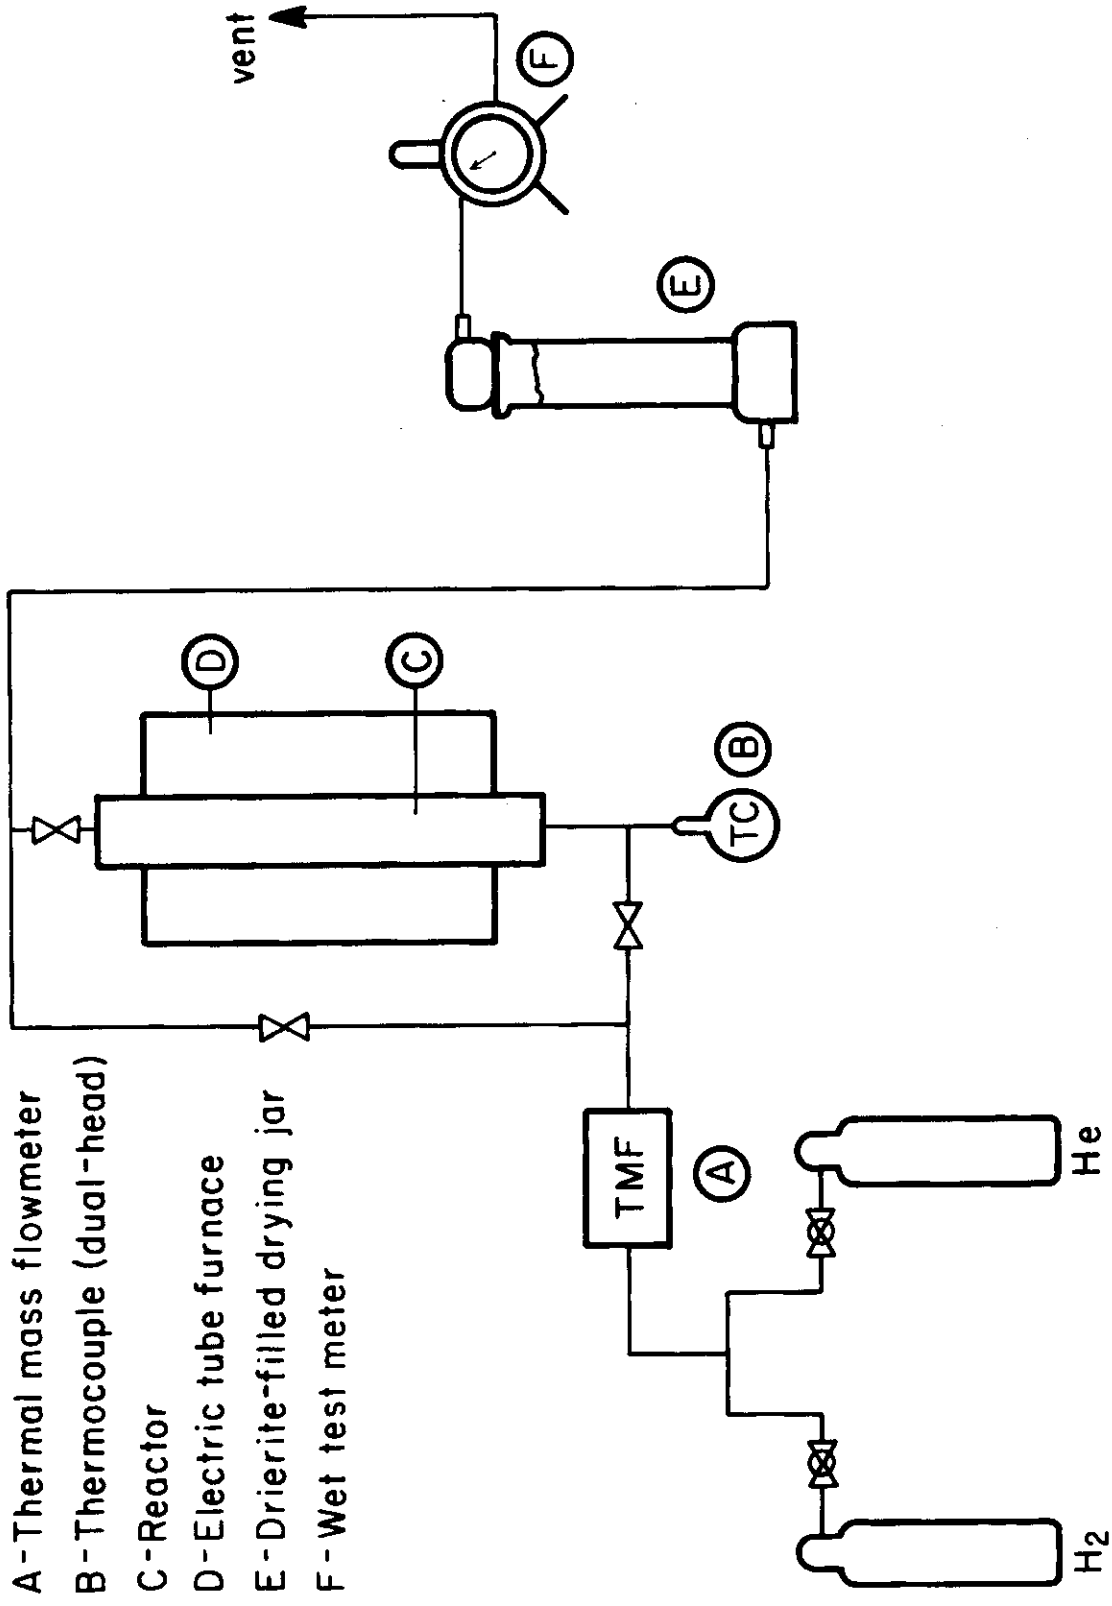 A-Thermal mass flowmeter
B-Thermocouple (dual-head)
C-Reactor
D-Electric tube furnace
E-Drierite-filled drying jar
F-Wet test meter
vent
F
E
D
C
B
TC
TMF
A
H2
He